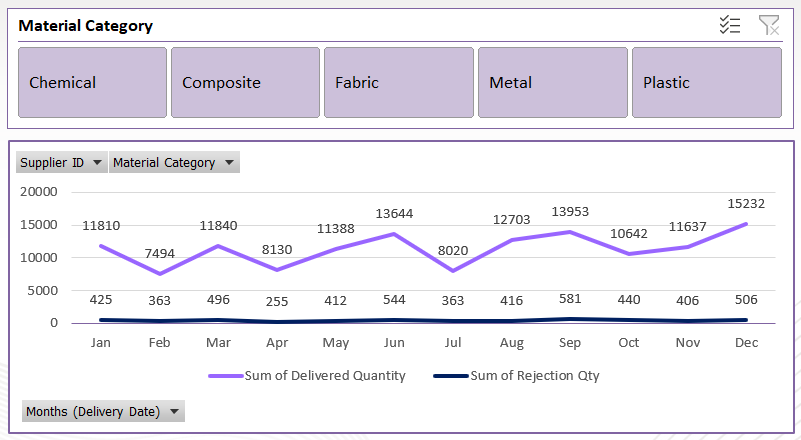 Material Category
Chemical Composite Fabric Metal Plastic
Supplier ID Material Category
20000
15232
13644 13953
15000
11810 11840 11388 12703 10642 11637
7494 8130 8020
10000
5000
425 363 496 255 412 544 363 416 581 440 406 506
0
Jan Feb Mar Apr May Jun Jul Aug Sep Oct Nov Dec
Sum of Delivered Quantity Sum of Rejection Qty
Months (Delivery Date)